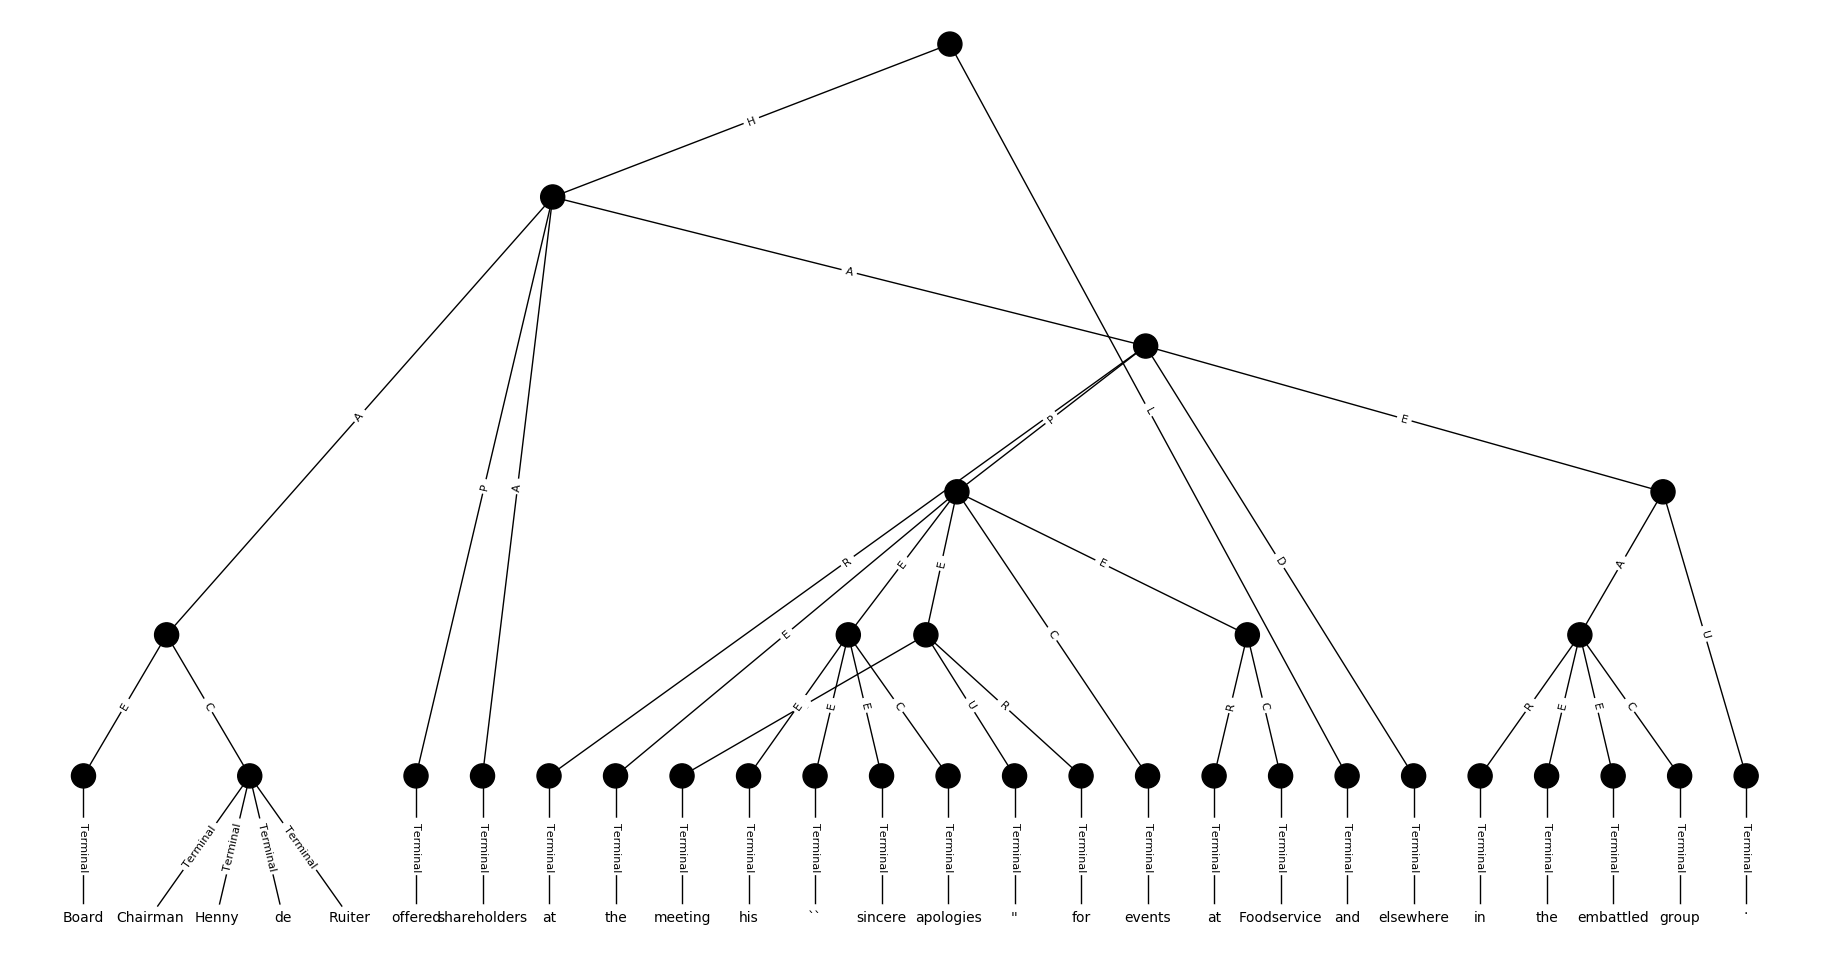 H
A
A
L
P
E
P
A
R
E
E
E
D
A
E
C
E
C
U
E
E
E
C
U
R
R
C
R
E
E
C
Terminal Terminal Terminal Terminal Terminal Terminal Terminal Terminal Terminal Terminal Terminal Terminal Terminal Terminal Terminal Terminal Terminal Terminal Terminal Terminal Terminal Terminal Terminal Terminal Terminal Terminal
Board Chairman Henny de Ruiter offered shareholders at the meeting his `` sincere apologies '' for events at Foodservice and elsewhere in the embattled group .